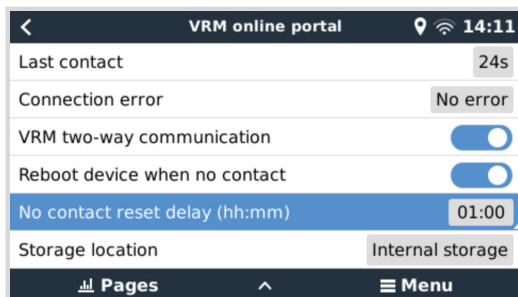 VRM online portal 14:11
Last contact 24s
Connection error No error
VRM two-way communication
Reboot device when no contact
No contact reset delay (hh:mm) 01:00
Storage location Internal storage
Pages Menu